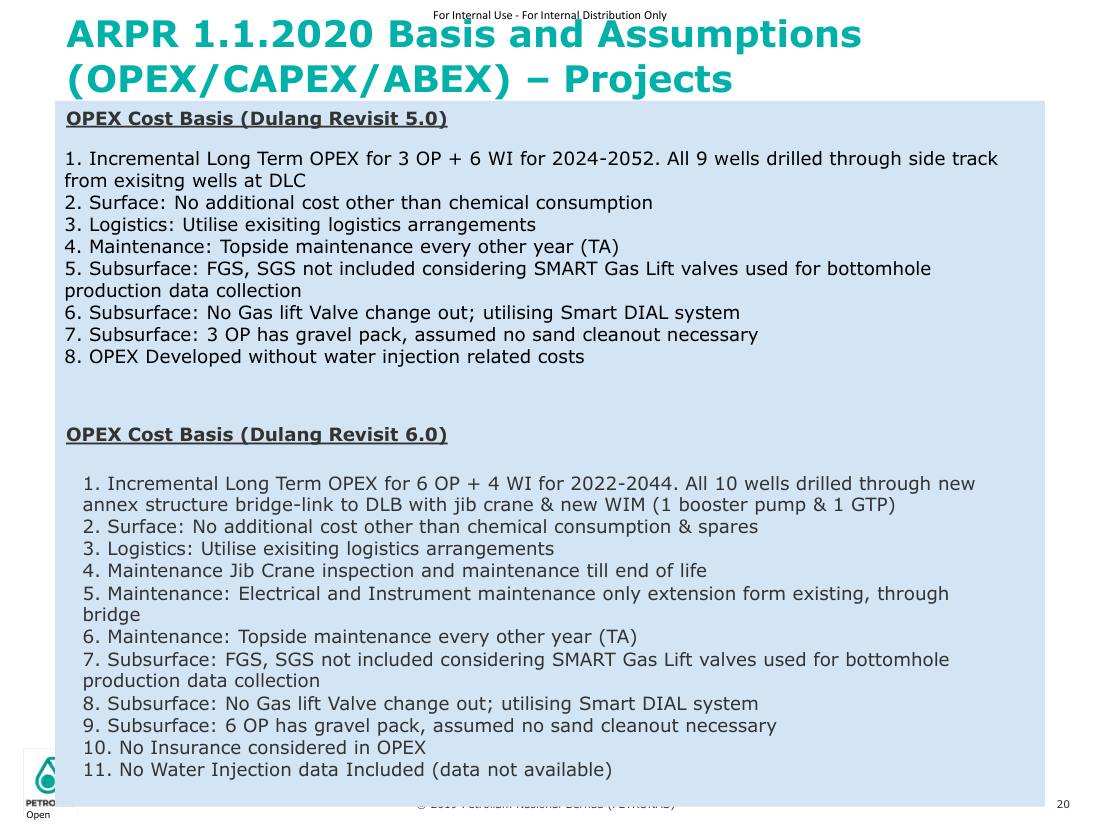 For Internal Use - For Internal Distribution Only
ARPR 1.1.2020 Basis and Assumptions
(OPEX/CAPEX/ABEX) – Projects
OPEX Cost Basis (Dulang Revisit 5.0)
1. Incremental Long Term OPEX for 3 OP + 6 WI for 2024-2052. All 9 wells drilled through side track
from exisitng wells at DLC
2. Surface: No additional cost other than chemical consumption
3. Logistics: Utilise exisiting logistics arrangements
4. Maintenance: Topside maintenance every other year (TA)
5. Subsurface: FGS, SGS not included considering SMART Gas Lift valves used for bottomhole
production data collection
6. Subsurface: No Gas lift Valve change out; utilising Smart DIAL system
7. Subsurface: 3 OP has gravel pack, assumed no sand cleanout necessary
8. OPEX Developed without water injection related costs
OPEX Cost Basis (Dulang Revisit 6.0)
1. Incremental Long Term OPEX for 6 OP + 4 WI for 2022-2044. All 10 wells drilled through new
annex structure bridge-link to DLB with jib crane & new WIM (1 booster pump & 1 GTP)
2. Surface: No additional cost other than chemical consumption & spares
3. Logistics: Utilise exisiting logistics arrangements
4. Maintenance Jib Crane inspection and maintenance till end of life
5. Maintenance: Electrical and Instrument maintenance only extension form existing, through
bridge
6. Maintenance: Topside maintenance every other year (TA)
7. Subsurface: FGS, SGS not included considering SMART Gas Lift valves used for bottomhole
production data collection
8. Subsurface: No Gas lift Valve change out; utilising Smart DIAL system
9. Subsurface: 6 OP has gravel pack, assumed no sand cleanout necessary
10. No Insurance considered in OPEX
11. No Water Injection data Included (data not available)
PETRO
Open
20